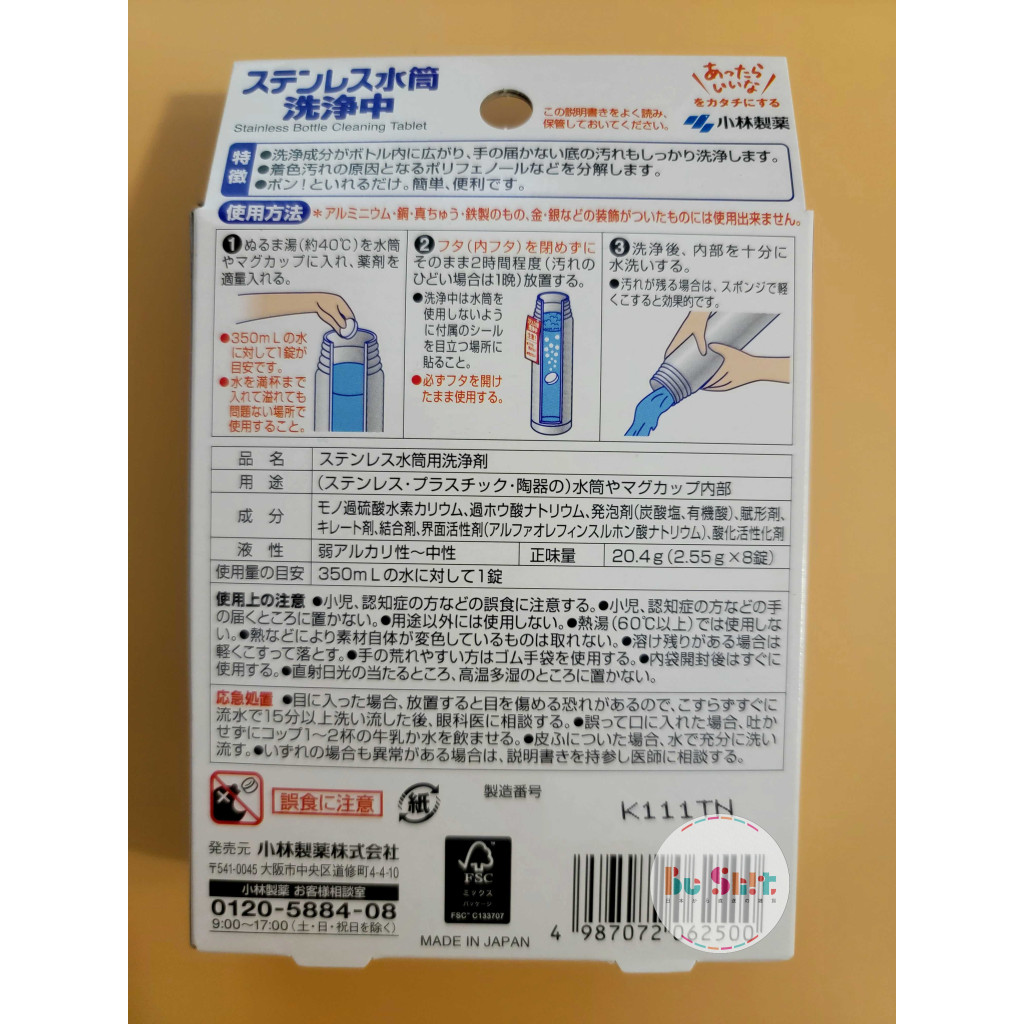 ステンレス水筒
洗浄中
Stainless Bottle Cleaning Tablet
この説明書きをよく読み、
保管しておいてください。
あったら
いいな
をカタチにする
小林製薬
特徴
●洗浄成分がボトル内に広がり、手の届かない底の汚れもしっかり洗浄します。
●着色汚れの原因となるポリフェノールなどを分解します。
●ポン！といれるだけ。簡単、便利です。
使用方法 ＊アルミニウム・銅・真ちゅう・鉄製のもの、金・銀などの装飾がついたものには使用出来ません。
❶ぬるま湯(約40℃)を水筒
やマグカップに入れ、薬剤を
適量入れる。
●350mLの水
に対して1錠が
目安です。
●水を満杯まで
入れて溢れても
問題ない場所で
使用すること。
❷フタ(内フタ)を閉めずに
そのまま2時間程度(汚れの
ひどい場合は1晩)放置する。
●洗浄中は水筒を
使用しないよう
に付属のシール
を目立つ場所に
貼ること。
●必ずフタを開け
たまま使用する。
❸洗浄後、内部を十分に
水洗いする。
●汚れが残る場合は、スポンジで軽
くこすると効果的です。
品 名 ステンレス水筒用洗浄剤
用 途 (ステンレス・プラスチック・陶器の)水筒やマグカップ内部
成 分 モノ過硫酸水素カリウム、過ホウ酸ナトリウム、発泡剤(炭酸塩、有機酸)、賦形剤、
キレート剤、結合剤、界面活性剤(アルファオレフィンスルホン酸ナトリウム)、酸化活性化剤
液 性 弱アルカリ性〜中性 正味量 20.4g(2.55g×8錠)
使用量の目安 350mLの水に対して1錠
使用上の注意 ●小児、認知症の方などの誤食に注意する。●小児、認知症の方などの手
の届くところに置かない。●用途以外には使用しない。●熱湯(60℃以上)では使用しな
い。●熱などにより素材自体が変色しているものは取れない。●溶け残りがある場合は
軽くこすって落とす。●手の荒れやすい方はゴム手袋を使用する。●内袋開封後はすぐに
使用する。●直射日光の当たるところ、高温多湿のところに置かない。
応急処置 ●目に入った場合、放置すると目を傷める恐れがあるので、こすらずすぐに
流水で15分以上洗い流した後、眼科医に相談する。●誤って口に入れた場合、吐か
せずにコップ1〜2杯の牛乳か水を飲ませる。●皮ふについた場合、水で充分に洗い
流す。●いずれの場合も異常がある場合は、説明書きを持参し医師に相談する。
誤食に注意
紙
製造番号
K111TN
発売元 小林製薬株式会社
〒541-0045 大阪市中央区道修町4-4-10
小林製薬 お客様相談室
0120-5884-08
9:00〜17:00(土・日・祝日を除く)
FSC
ミックス
パッケージ
FSC™ C133707
MADE IN JAPAN
4 987072 062500
Bu Sh!t